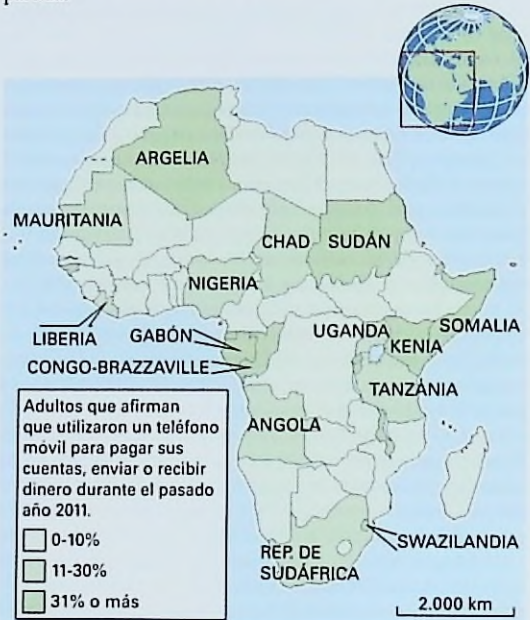 ARGELIA
MAURITANIA
CHAD
SUDÁN
NIGERIA
LIBERIA
GABÓN
UGANDA
SOMALIA
KENIA
CONGO-BRAZZAVILLE
TANZANIA
ANGOLA
Adultos que afirman
que utilizaron un teléfono
móvil para pagar sus
cuentas, enviar o recibir
dinero durante el pasado
año 2011.
0-10%
11-30%
31% o más
SWAZILANDIA
REP. DE
SUDÁFRICA
2.000 km